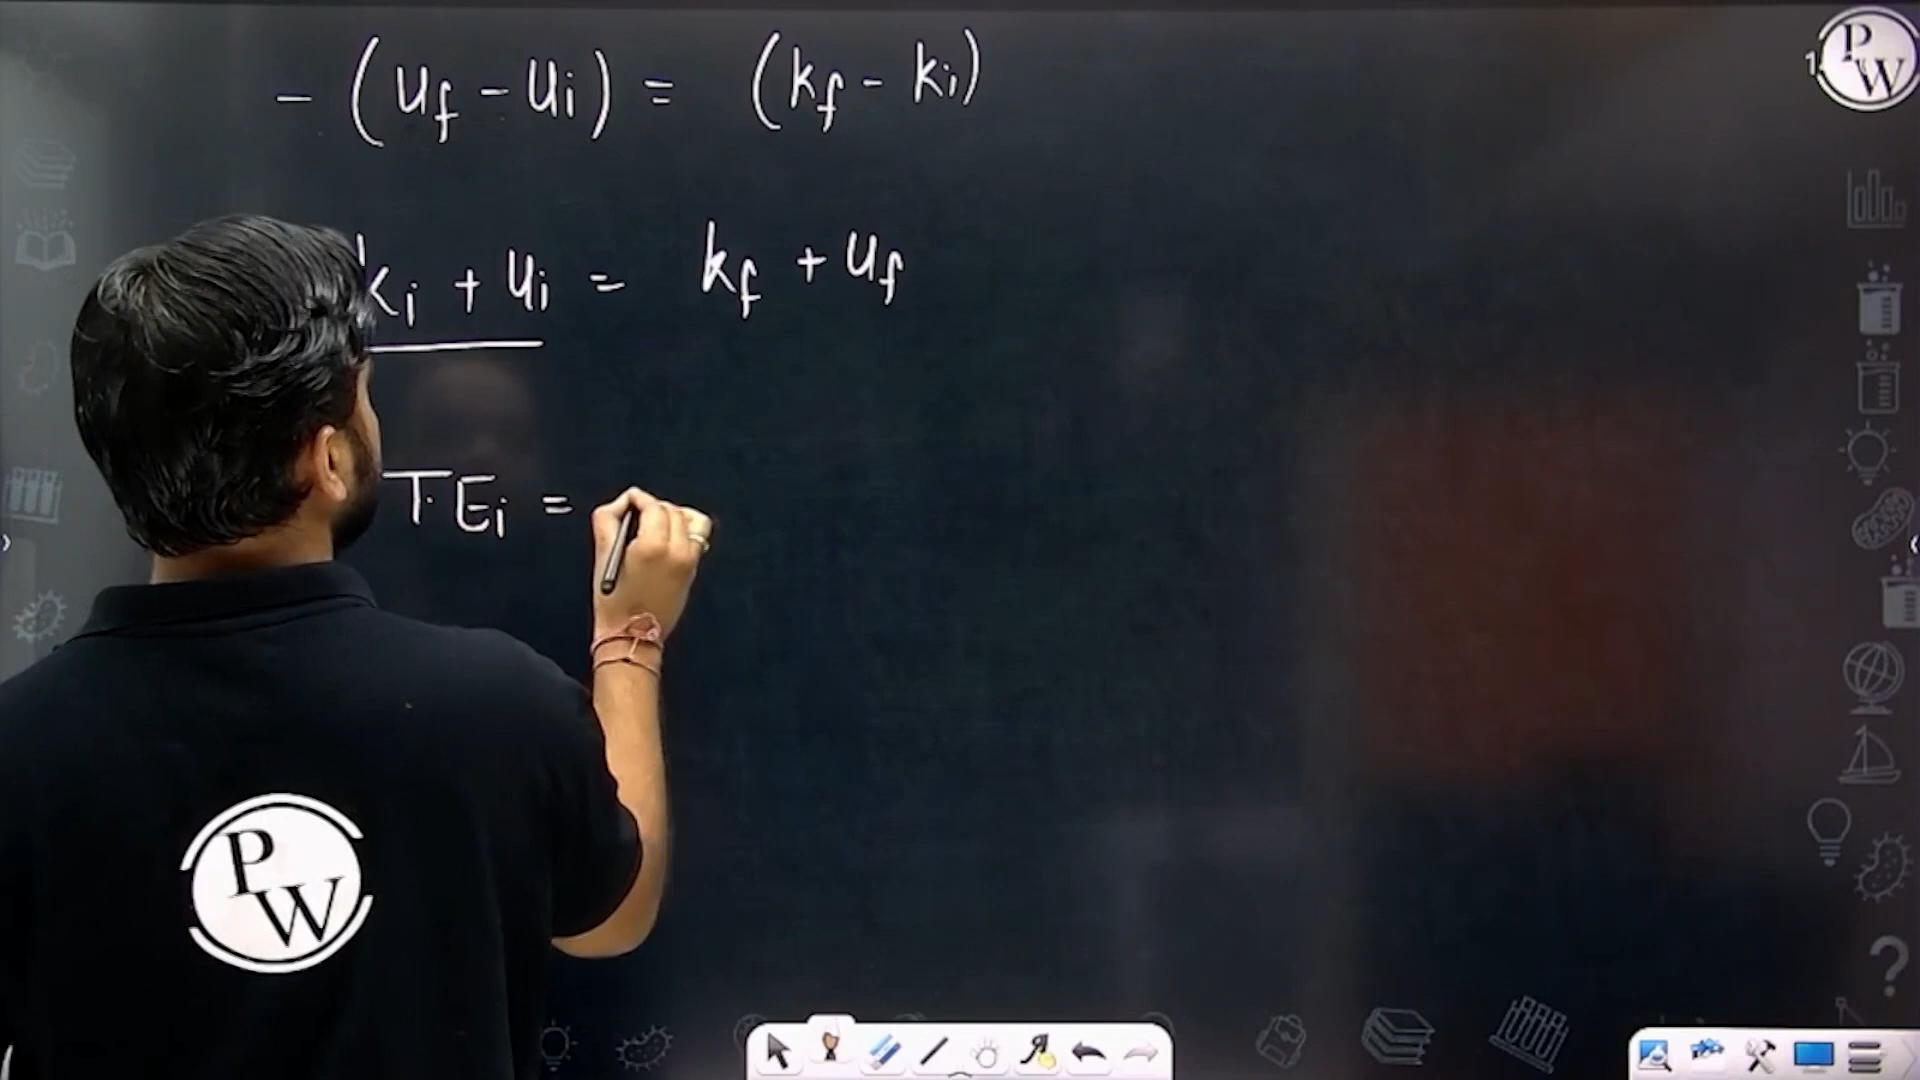 - (Uf - Ui) = (kf - ki)
PW
ki + Ui = kf + Uf
T.Ei =
PW